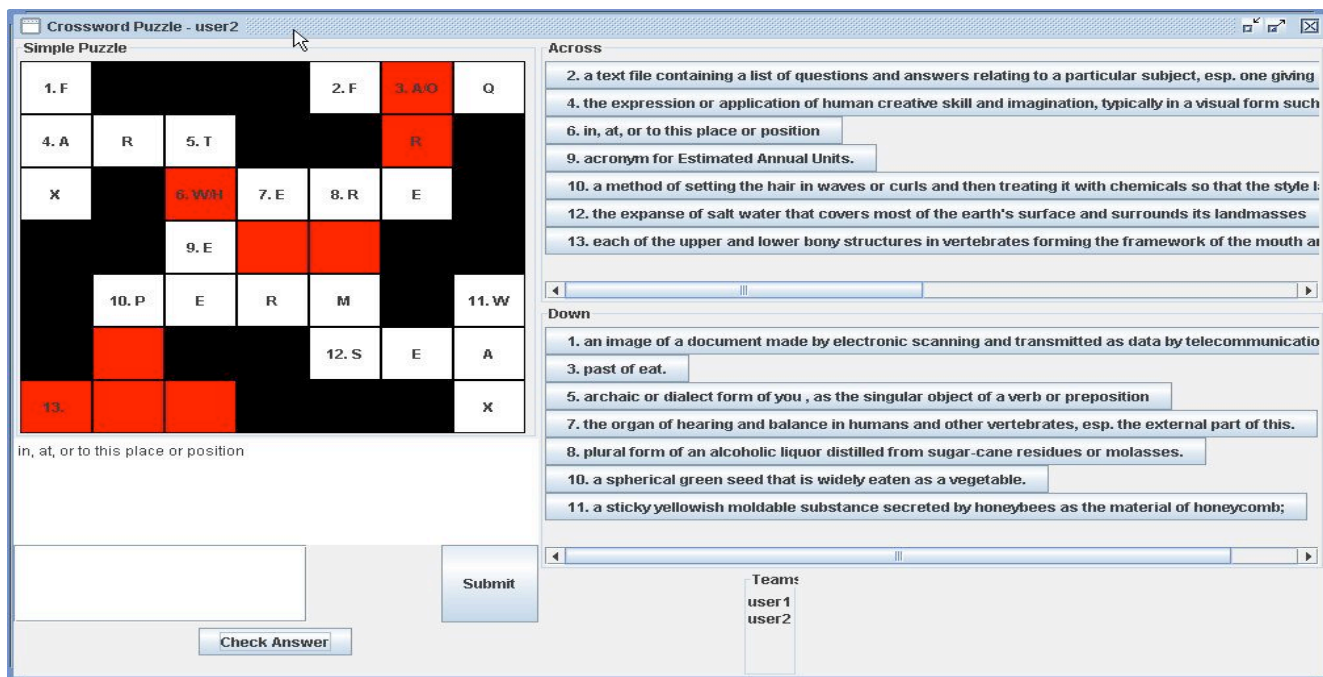 Crossword Puzzle - user2
Simple Puzzle
1. F 2. F 3. A/O Q
4. A R 5. T R
X 6. W/H 7. E 8. R E
9. E
10. P E R M 11. W
12. S E A
13. X
in, at, or to this place or position
Submit
Check Answer
Across
2. a text file containing a list of questions and answers relating to a particular subject, esp. one giving
4. the expression or application of human creative skill and imagination, typically in a visual form such
6. in, at, or to this place or position
9. acronym for Estimated Annual Units.
10. a method of setting the hair in waves or curls and then treating it with chemicals so that the style
12. the expanse of salt water that covers most of the earth's surface and surrounds its landmasses
13. each of the upper and lower bony structures in vertebrates forming the framework of the mouth
Down
1. an image of a document made by electronic scanning and transmitted as data by telecommunicatio
3. past of eat.
5. archaic or dialect form of you , as the singular object of a verb or preposition
7. the organ of hearing and balance in humans and other vertebrates, esp. the external part of this.
8. plural form of an alcoholic liquor distilled from sugar-cane residues or molasses.
10. a spherical green seed that is widely eaten as a vegetable.
11. a sticky yellowish moldable substance secreted by honeybees as the material of honeycomb;
Teams
user1
user2